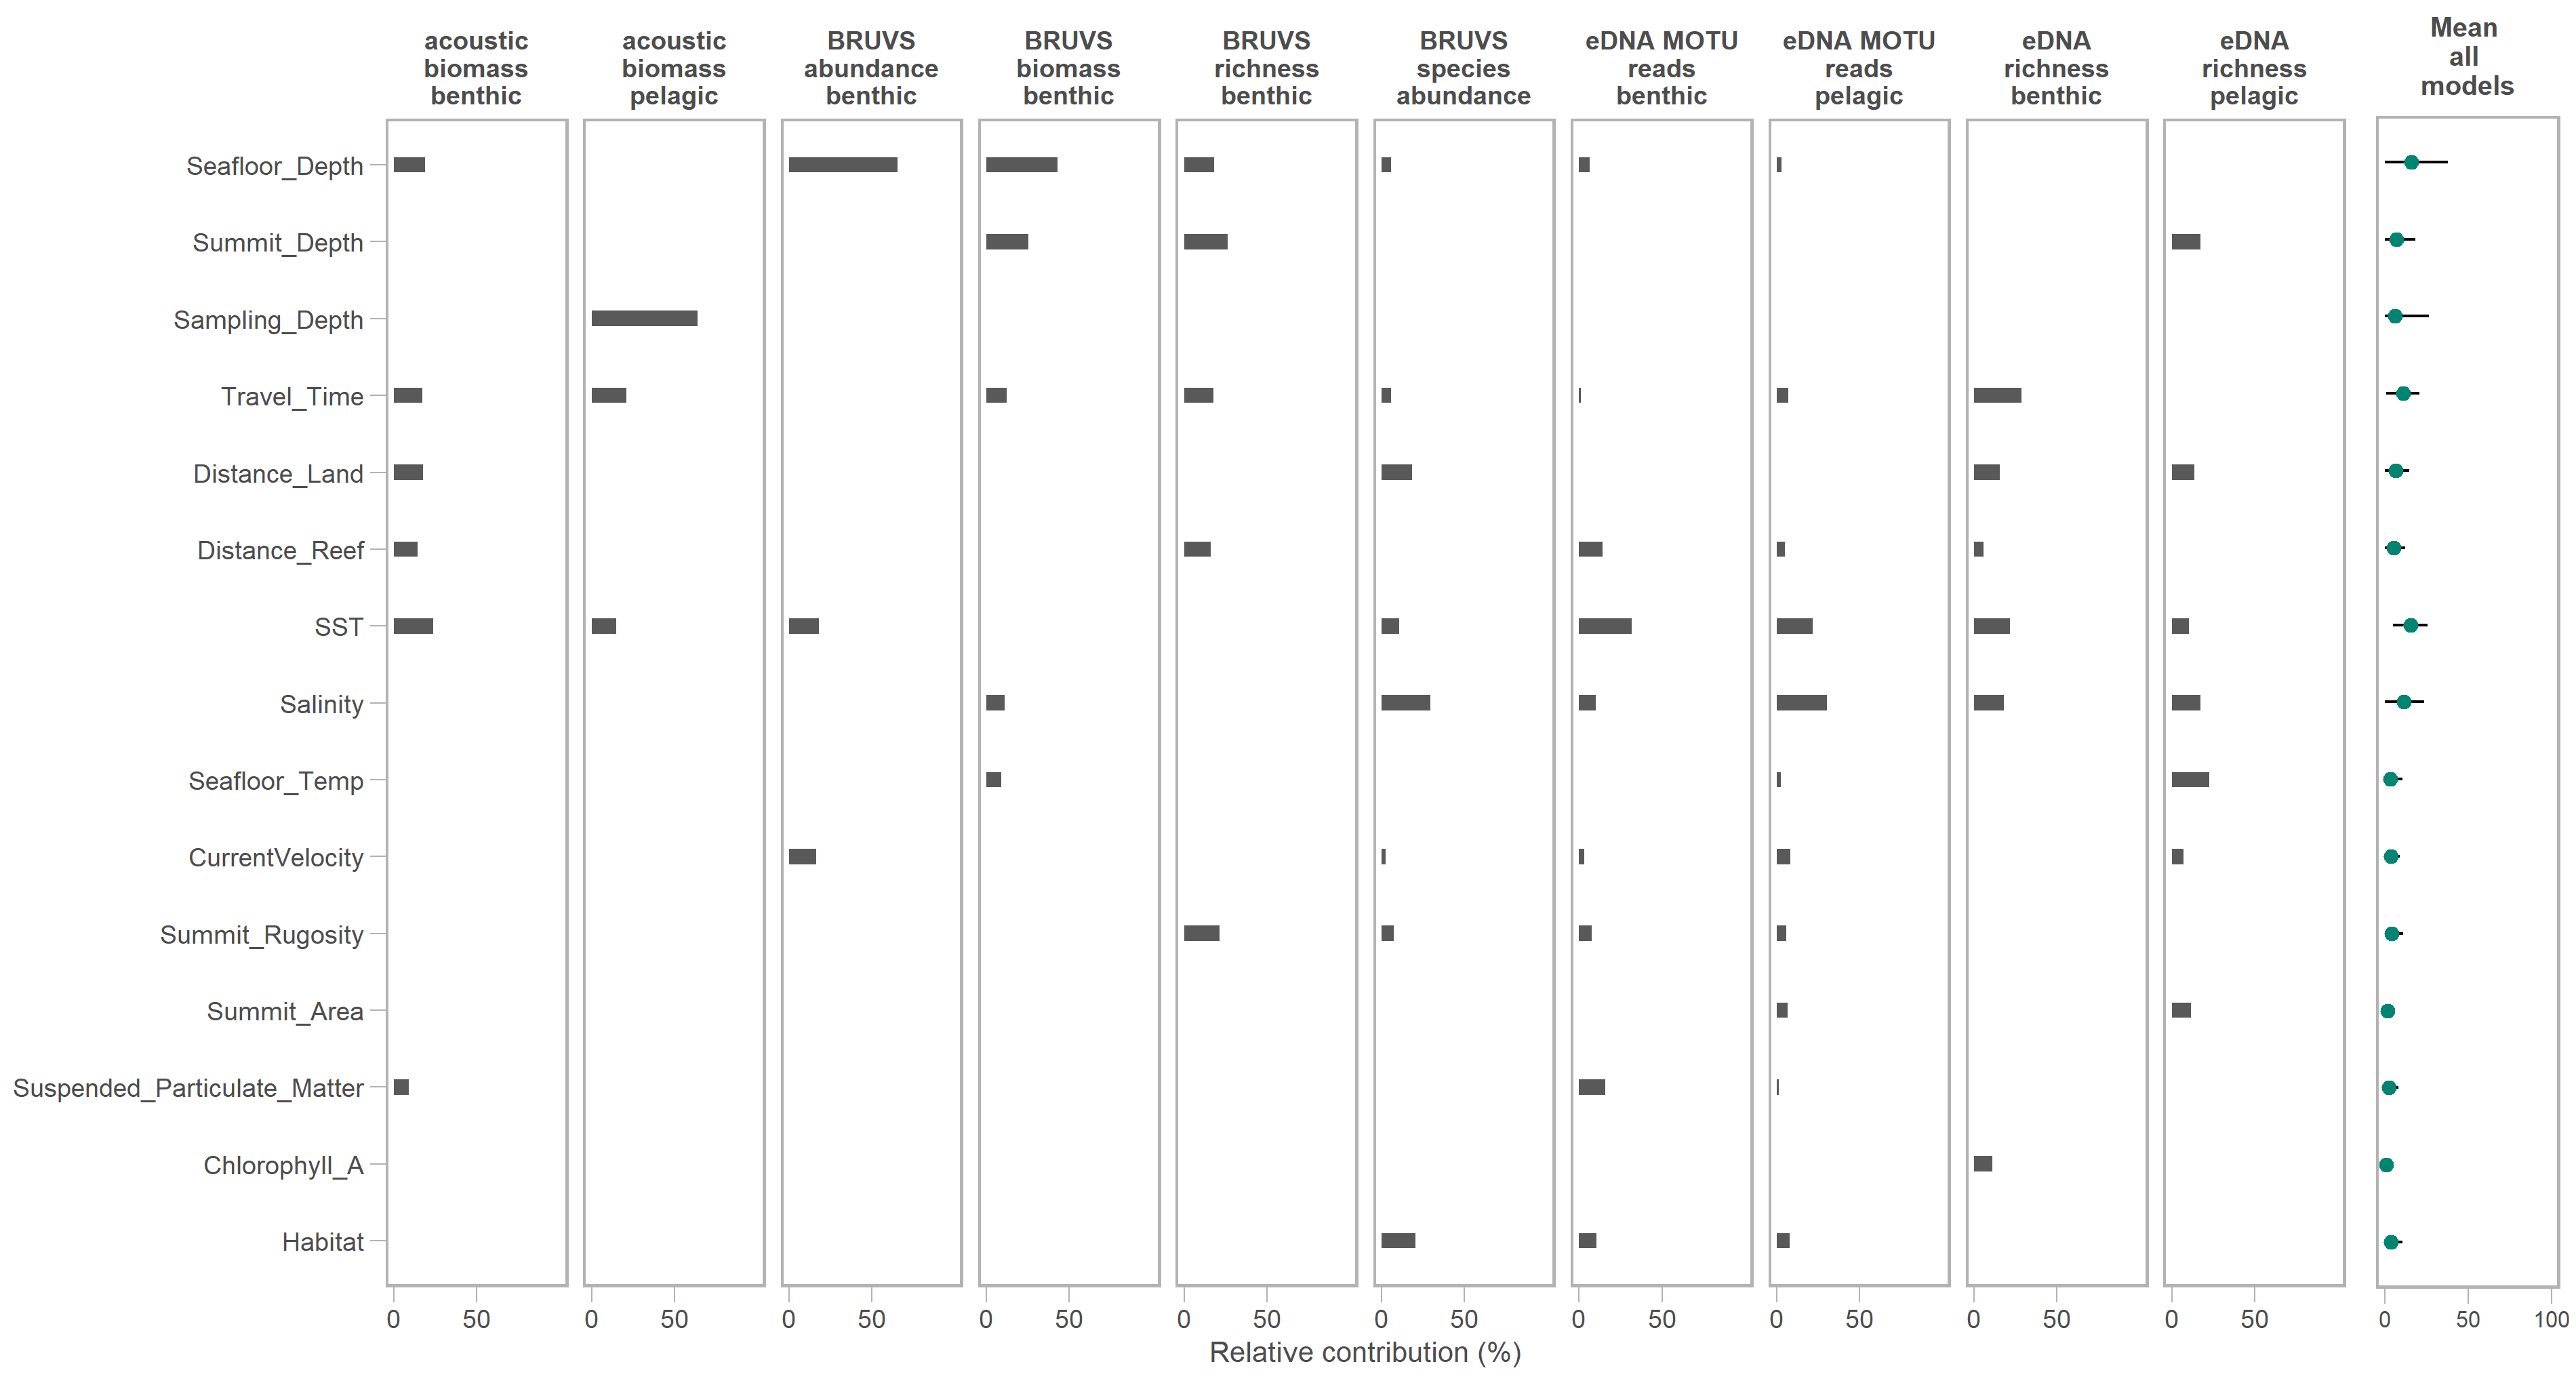 acoustic
biomass
benthic
acoustic
biomass
pelagic
BRUVS
abundance
benthic
BRUVS
biomass
benthic
BRUVS
richness
benthic
BRUVS
species
abundance
eDNA MOTU
reads
benthic
eDNA MOTU
reads
pelagic
eDNA
richness
benthic
eDNA
richness
pelagic
Mean
all
models
Seafloor_Depth
Summit_Depth
Sampling_Depth
Travel_Time
Distance_Land
Distance_Reef
SST
Salinity
Seafloor_Temp
CurrentVelocity
Summit_Rugosity
Summit_Area
Suspended_Particulate_Matter
Chlorophyll_A
Habitat
0 50 0 50 0 50 0 50 0 50 0 50 0 50 0 50 0 50 0 50 0 50 100
Relative contribution (%)